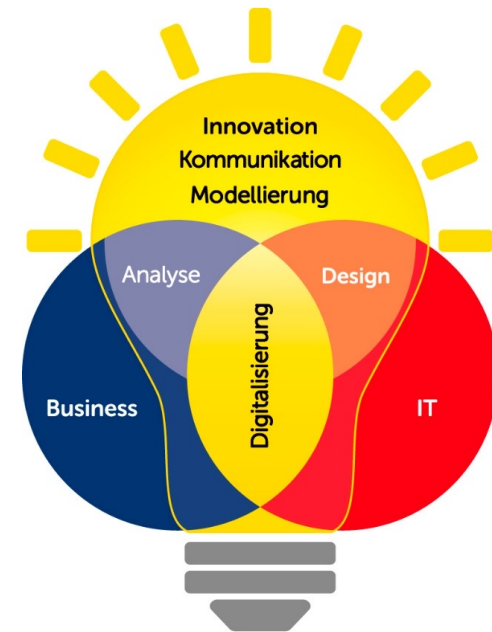 Innovation
Kommunikation
Modellierung
Analyse
Design
Digitalisierung
Business
IT